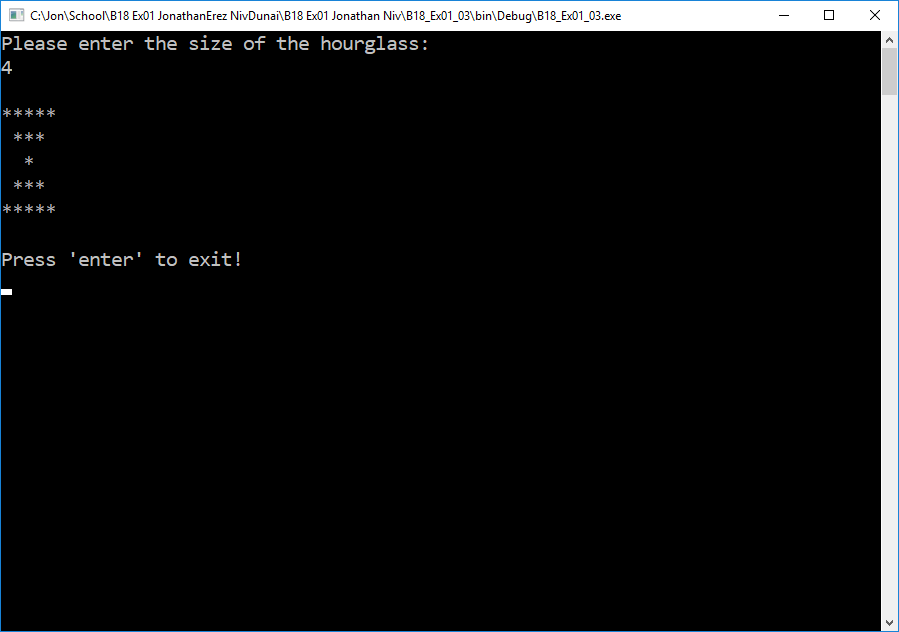 C:\Jon\School\B18 Ex01 JonathanErez NivDunai\B18 Ex01 Jonathan Niv\B18_Ex01_03\bin\Debug\B18_Ex01_03.exe
Please enter the size of the hourglass:
4
*****
 ***
  *
 ***
*****
Press 'enter' to exit!